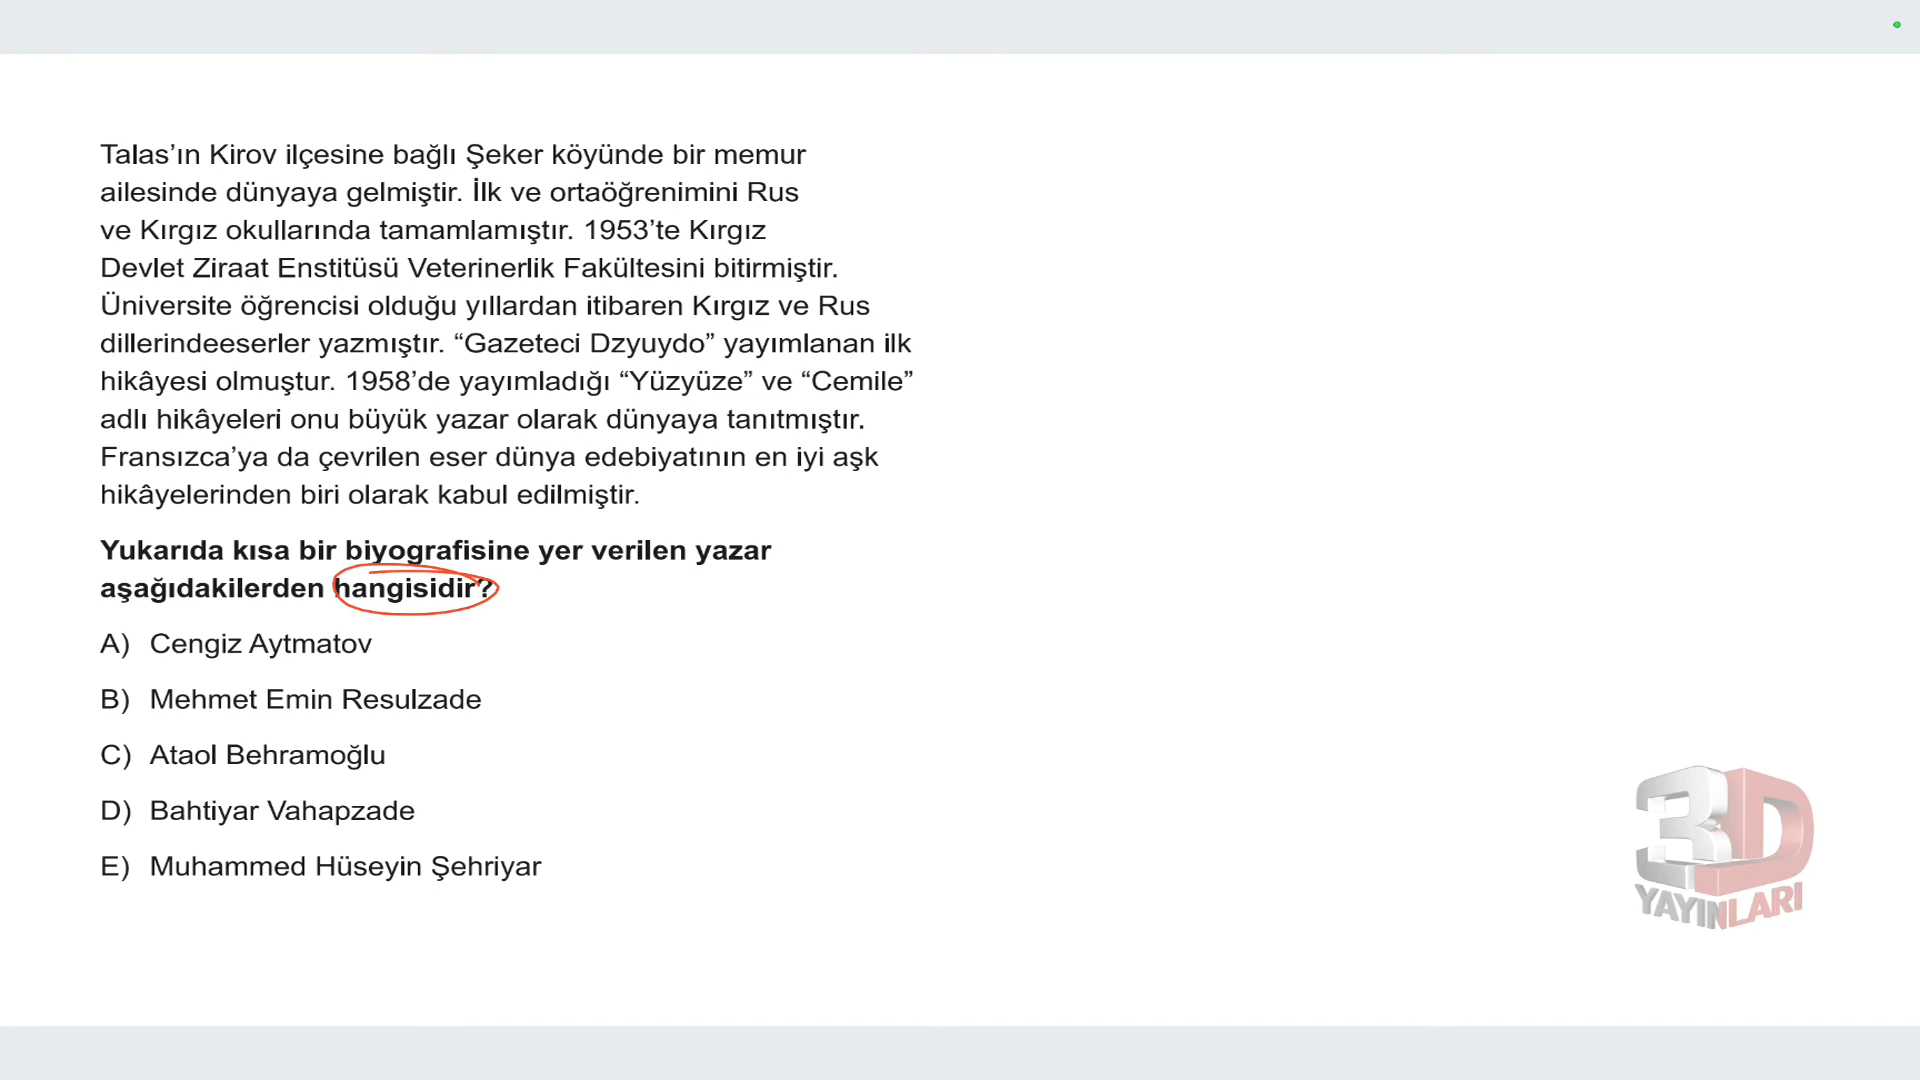 Talas’ın Kirov ilçesine bağlı Şeker köyünde bir memur
ailesinde dünyaya gelmiştir. İlk ve ortaöğrenimini Rus
ve Kırgız okullarında tamamlamıştır. 1953’te Kırgız
Devlet Ziraat Enstitüsü Veterinerlik Fakültesini bitirmiştir.
Üniversite öğrencisi olduğu yıllardan itibaren Kırgız ve Rus
dillerindeeserler yazmıştır. “Gazeteci Dzyuydo” yayımlanan ilk
hikâyesi olmuştur. 1958’de yayımladığı “Yüzyüze” ve “Cemile”
adlı hikâyeleri onu büyük yazar olarak dünyaya tanıtmıştır.
Fransızca’ya da çevrilen eser dünya edebiyatının en iyi aşk
hikâyelerinden biri olarak kabul edilmiştir.
Yukarıda kısa bir biyografisine yer verilen yazar
aşağıdakilerden hangisidir?
A) Cengiz Aytmatov
B) Mehmet Emin Resulzade
C) Ataol Behramoğlu
D) Bahtiyar Vahapzade
E) Muhammed Hüseyin Şehriyar
3D
YAYINLARI